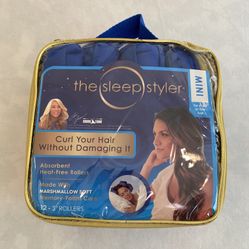 the sleep styler
MINI
Curl Your Hair
Without Damaging It
Absorbent
Heat-Free Rollers
Made With
MARSHMALLOW SOFT
Memory-Foam Core
12 - 3" ROLLERS